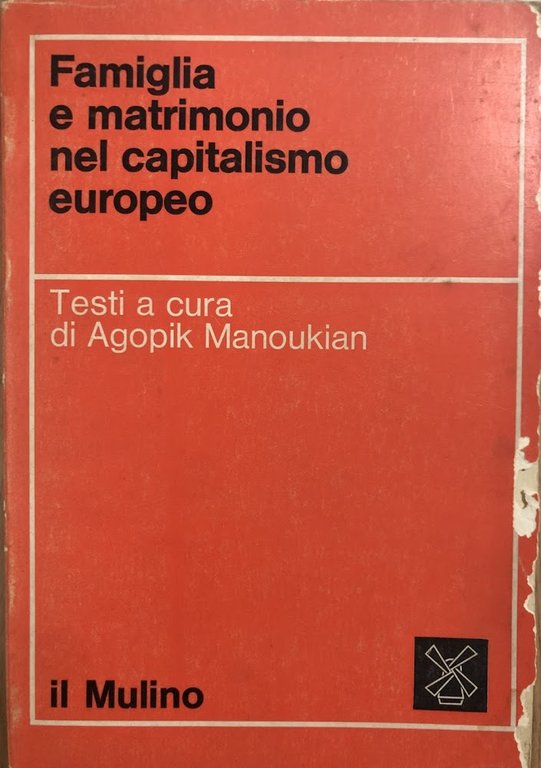 Famiglia
e matrimonio
nel capitalismo
europeo
Testi a cura
di Agopik Manoukian
il Mulino